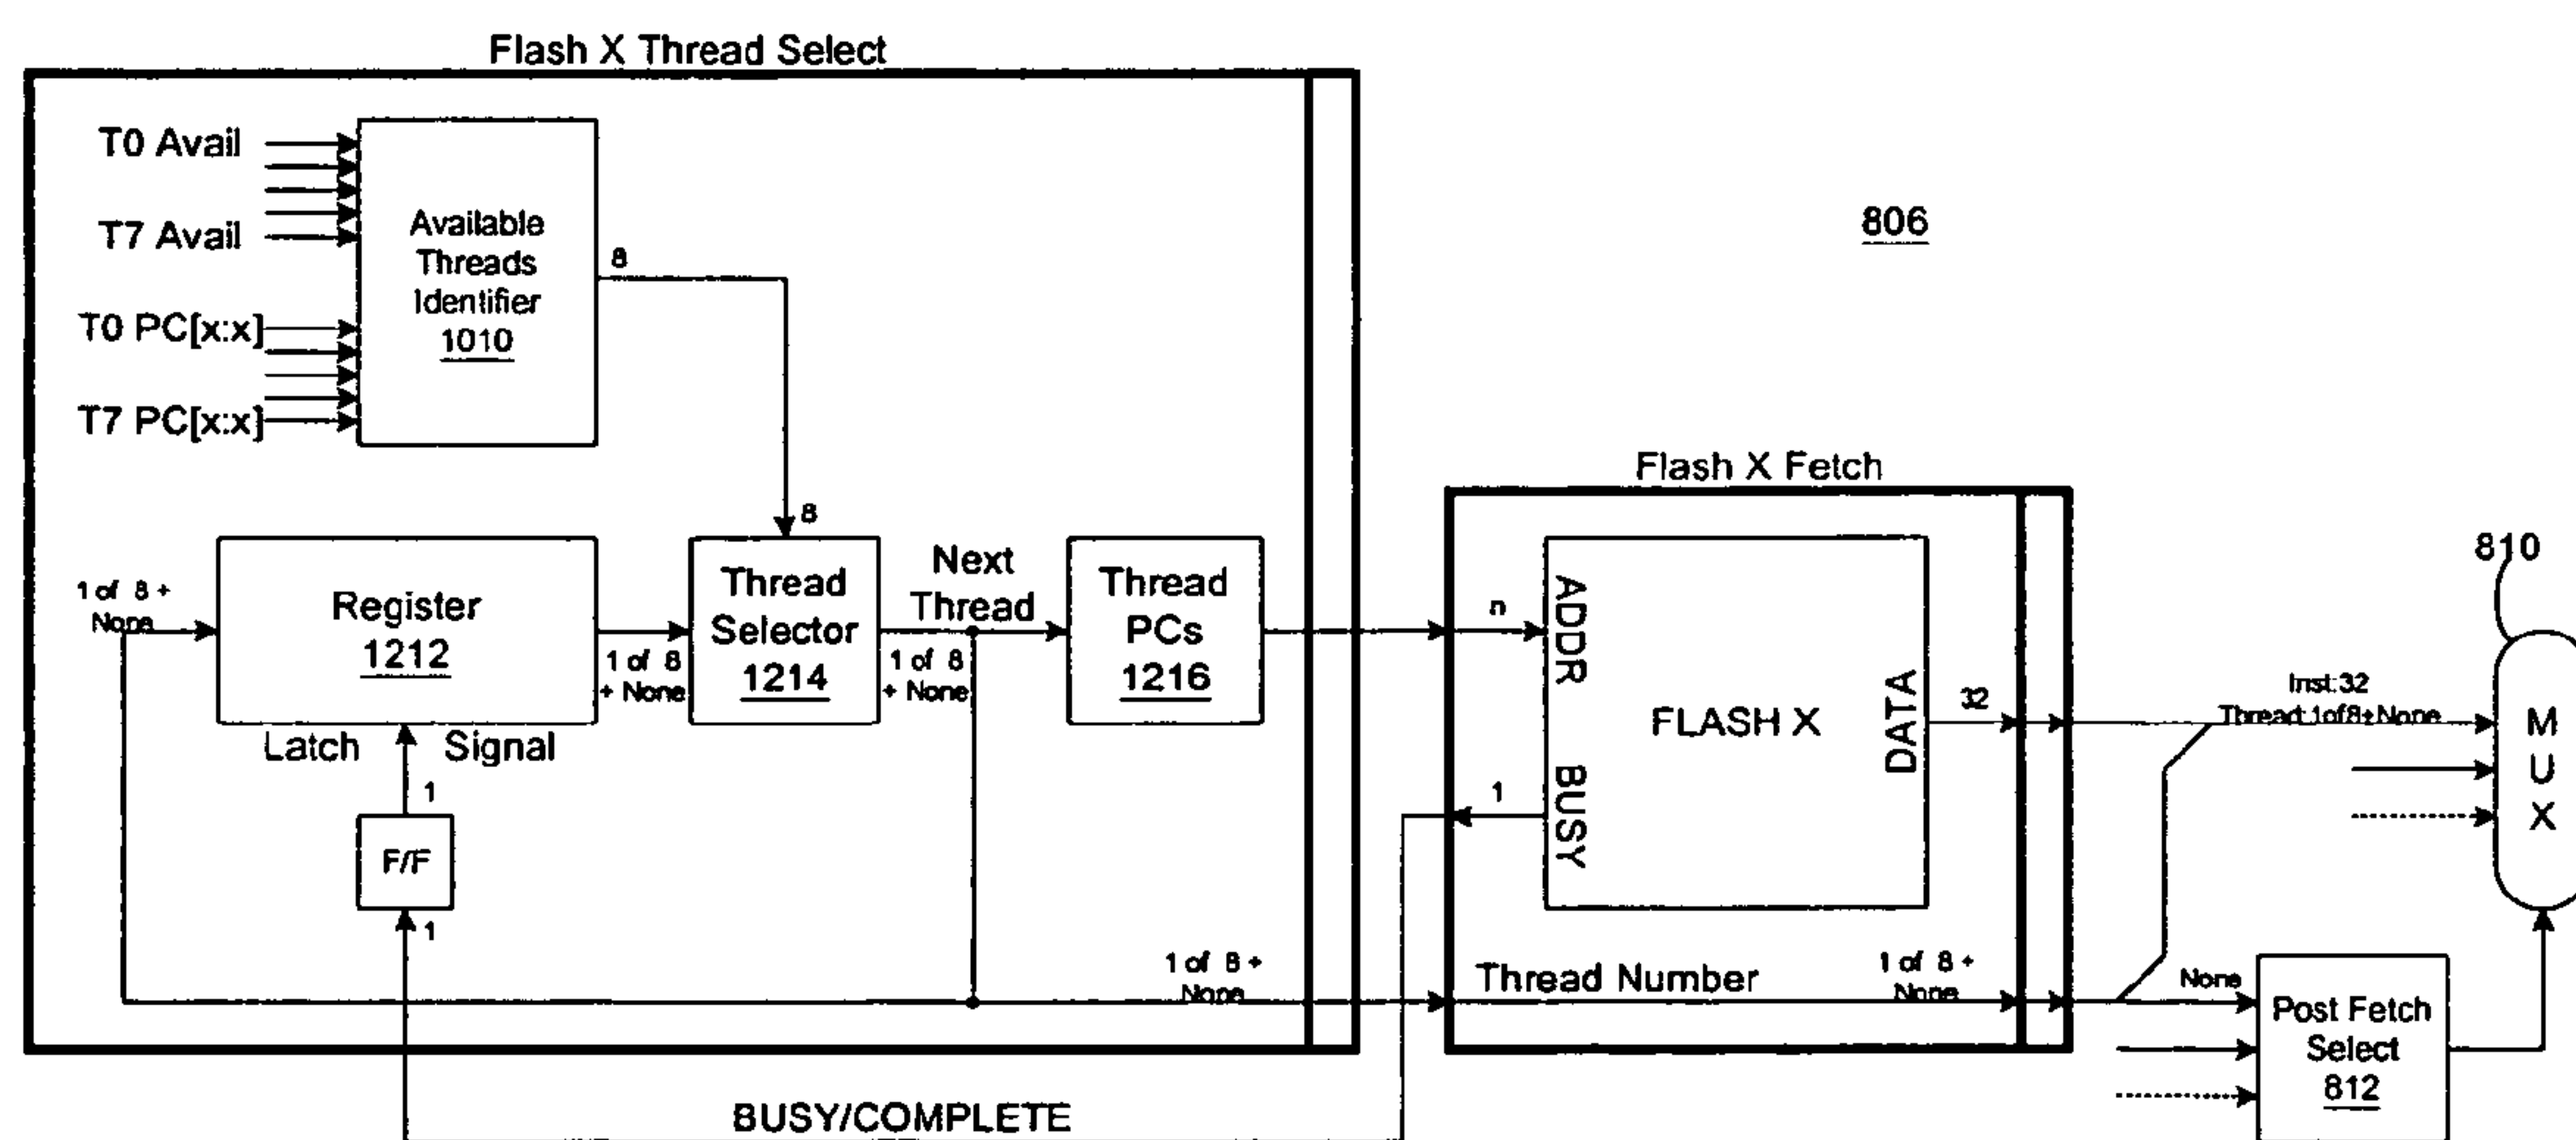 Flash X Thread Select
T0 Avail
T7 Avail
T0 PC[x:x]
T7 PC[x:x]
Available
Threads
Identifier
1010
8
8
806
1 of 8 +
None
Register
1212
Latch Signal
1
F/F
1
1 of 8
+ None
Thread
Selector
1214
Next
Thread
1 of 8
+ None
Thread
PCs
1216
1 of 8 +
None
BUSY/COMPLETE
Flash X Fetch
n
ADDR
FLASH X
DATA
BUSY
32
1
Thread Number
1 of 8 +
None
Inst:32
Thread:1of8+None
810
M
U
X
None
Post Fetch
Select
812